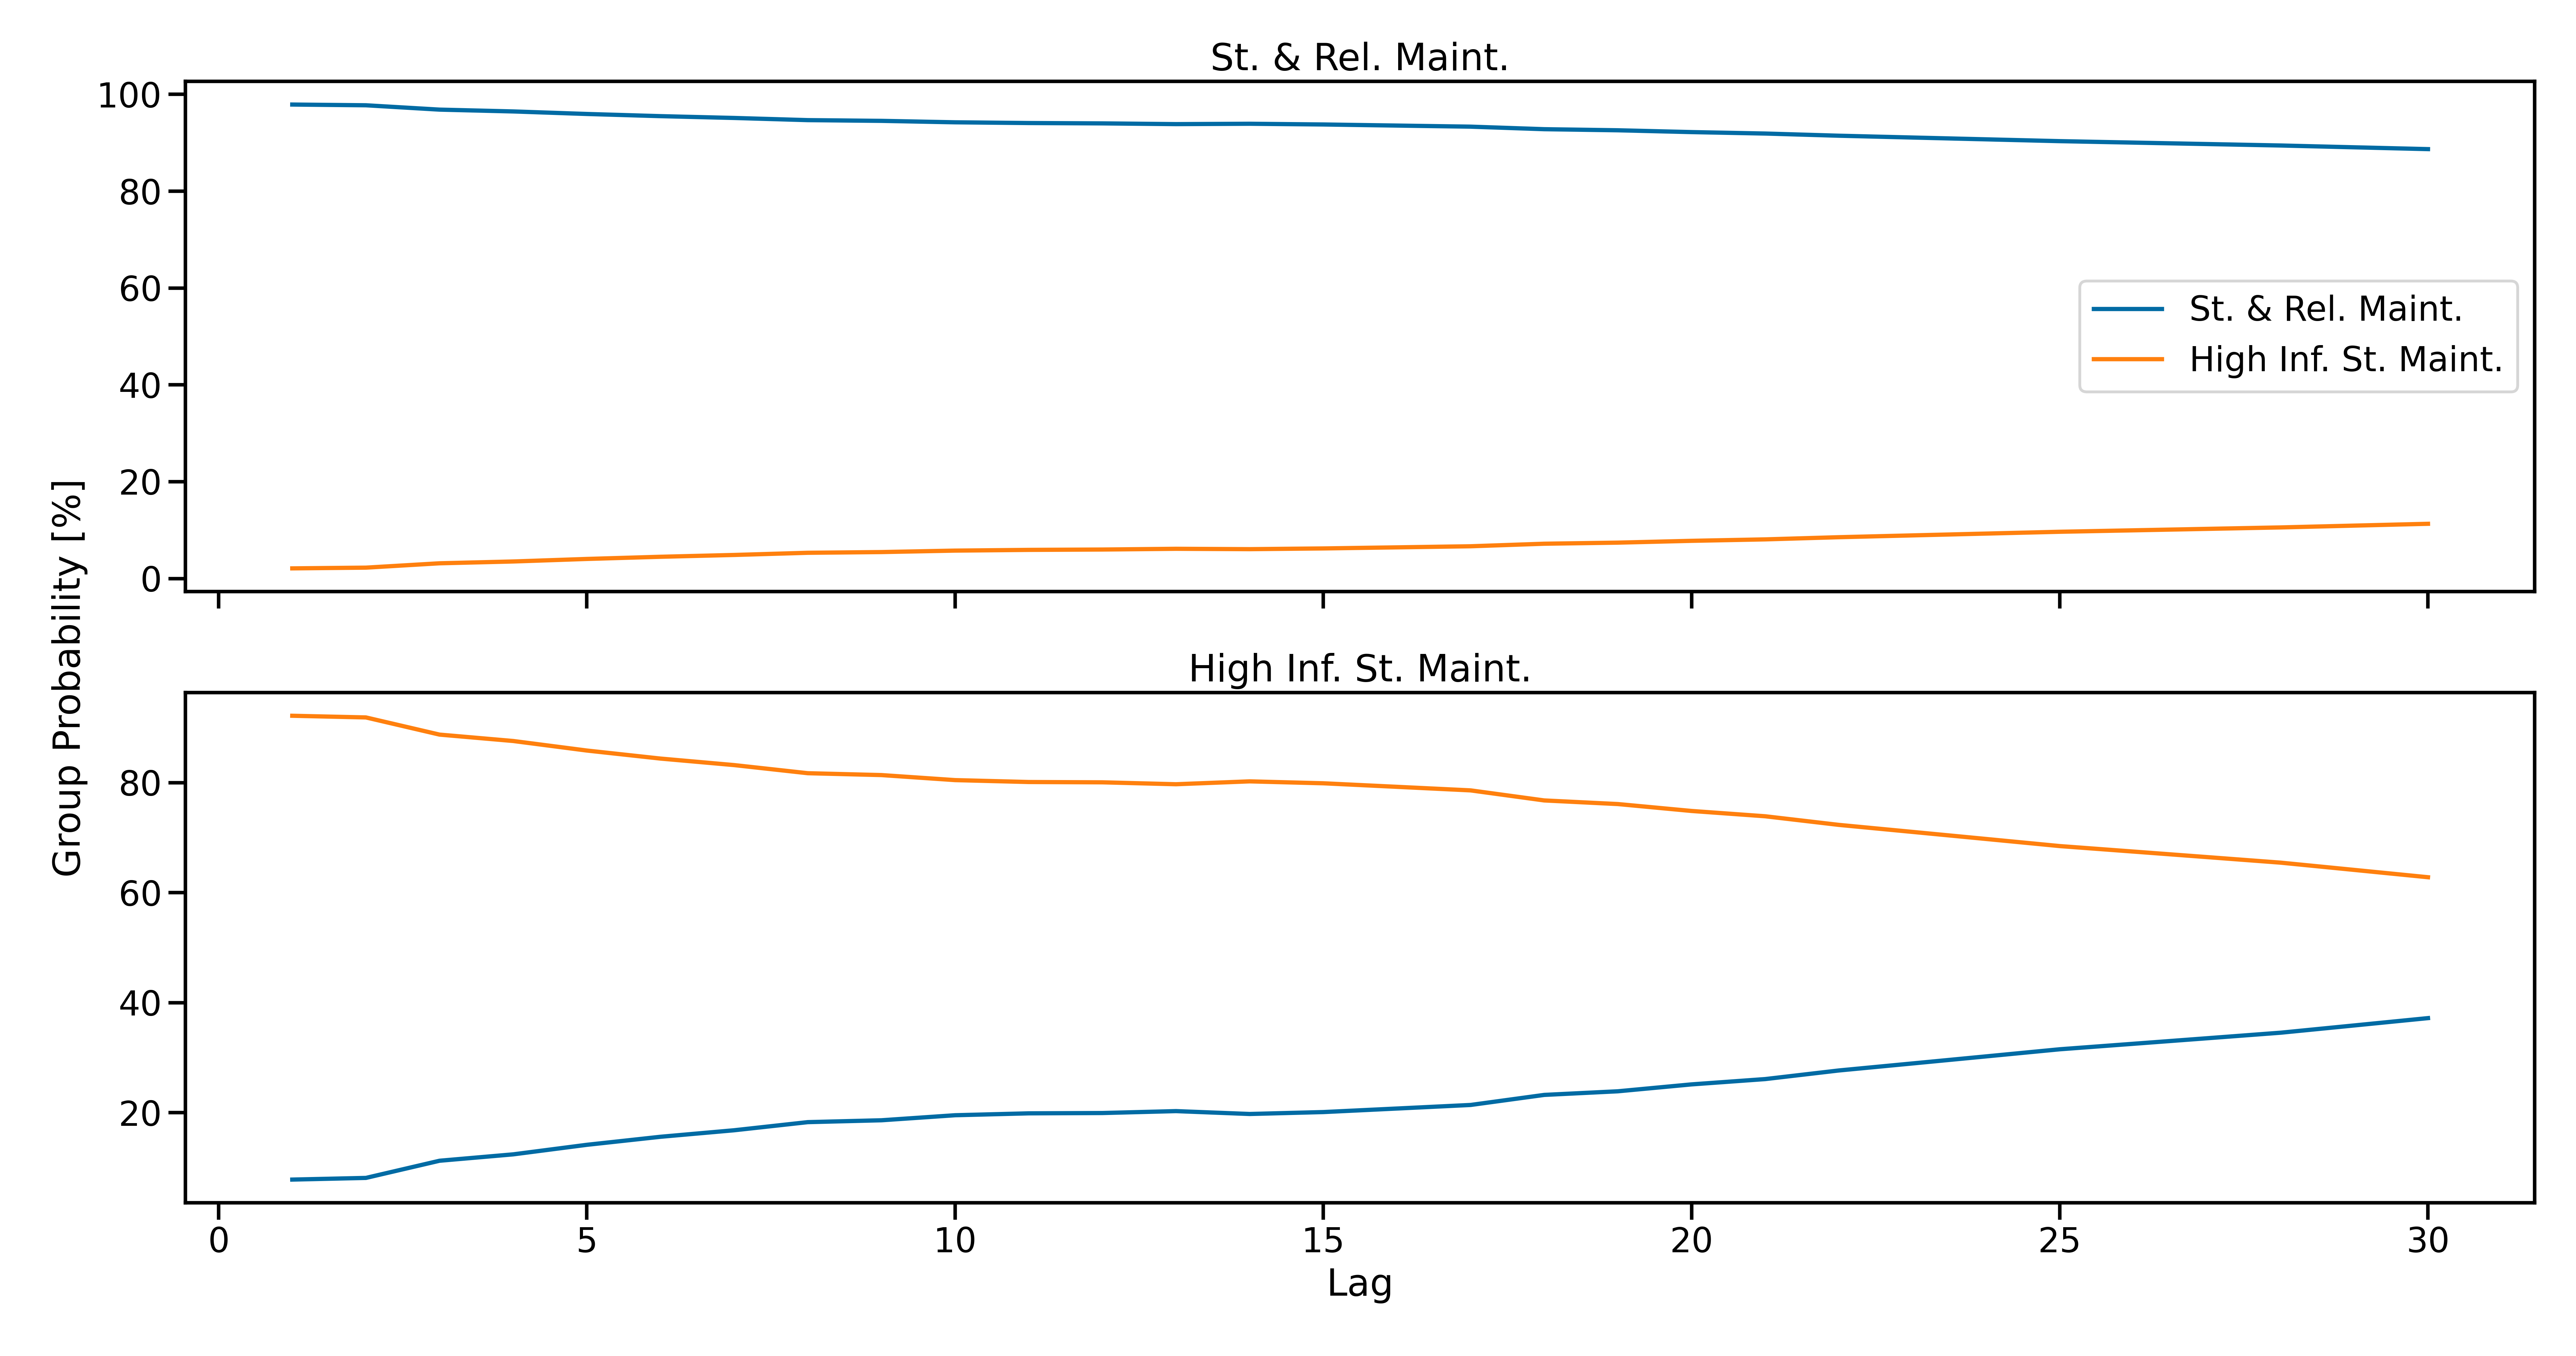 St. & Rel. Maint.
100
80
60
40
20
0
St. & Rel. Maint.
High Inf. St. Maint.
Group Probability [%]
High Inf. St. Maint.
80
60
40
20
0 5 10 15 20 25 30
Lag